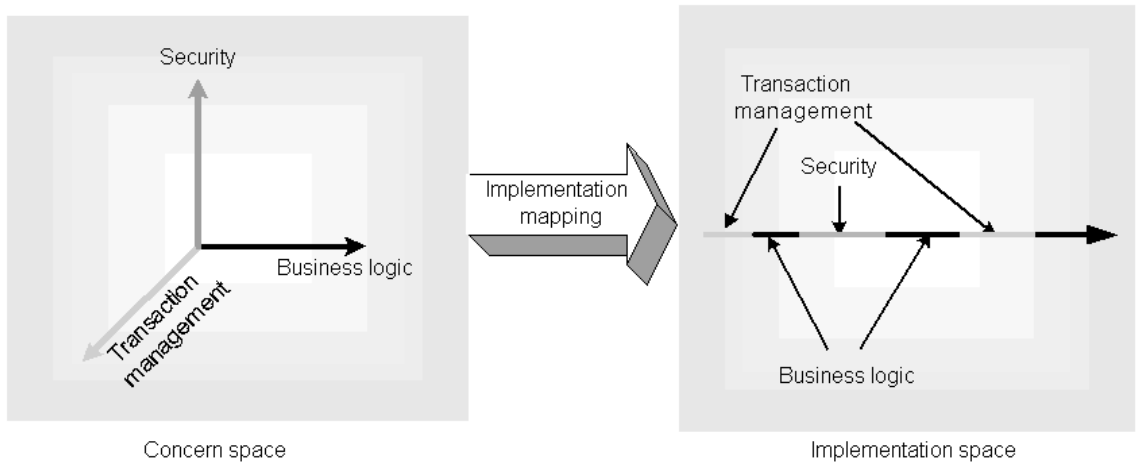 Security
Business logic
Transaction
management
Concern space
Implementation
mapping
Transaction
management
Security
Business logic
Implementation space